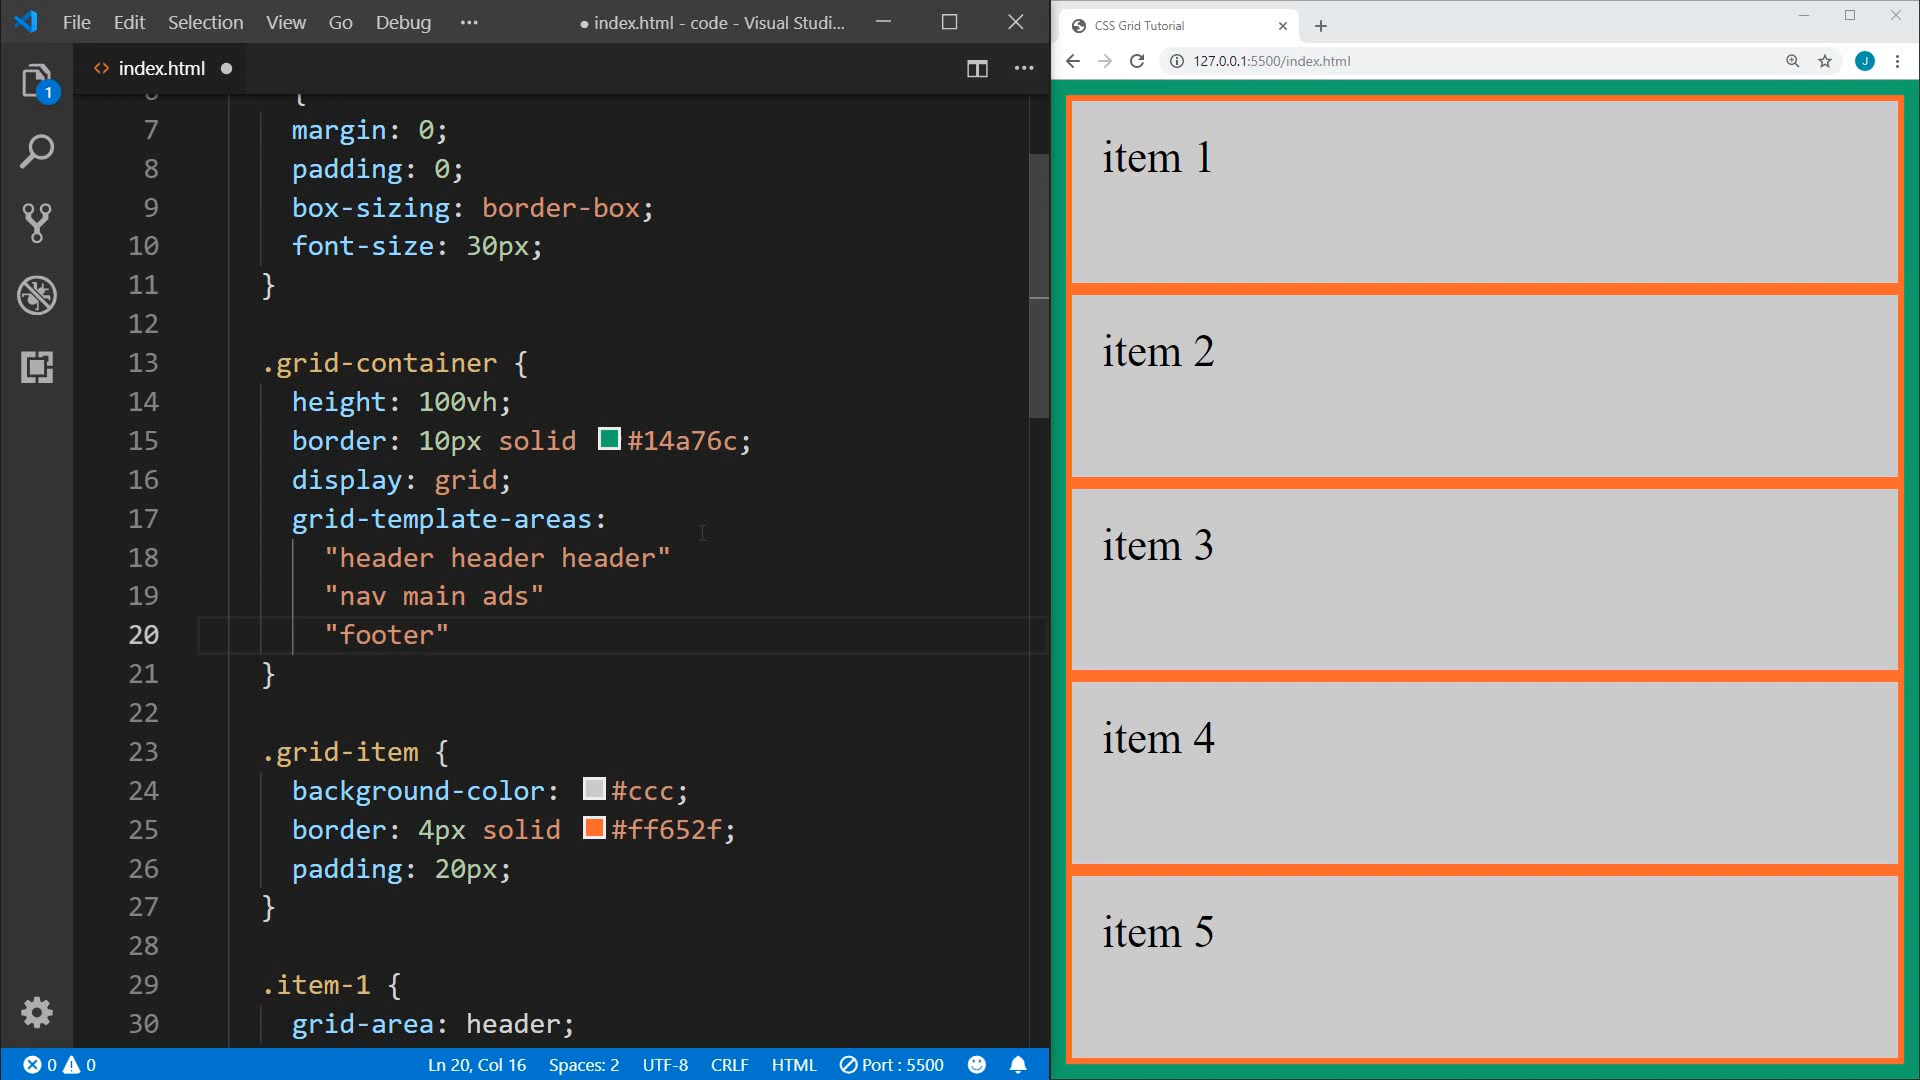 File Edit Selection View Go Debug ··· ● index.html - code - Visual Studi...
<> index.html ● ···
1
6 {
7 margin: 0;
8 padding: 0;
9 box-sizing: border-box;
10 font-size: 30px;
11 }
12
13 .grid-container {
14 height: 100vh;
15 border: 10px solid #14a76c;
16 display: grid;
17 grid-template-areas:
18 "header header header"
19 "nav main ads"
20 "footer"
21 }
22
23 .grid-item {
24 background-color: #ccc;
25 border: 4px solid #ff652f;
26 padding: 20px;
27 }
28
29 .item-1 {
30 grid-area: header;
0 0 Ln 20, Col 16 Spaces: 2 UTF-8 CRLF HTML Port : 5500
CSS Grid Tutorial
127.0.0.1:5500/index.html J
item 1
item 2
item 3
item 4
item 5